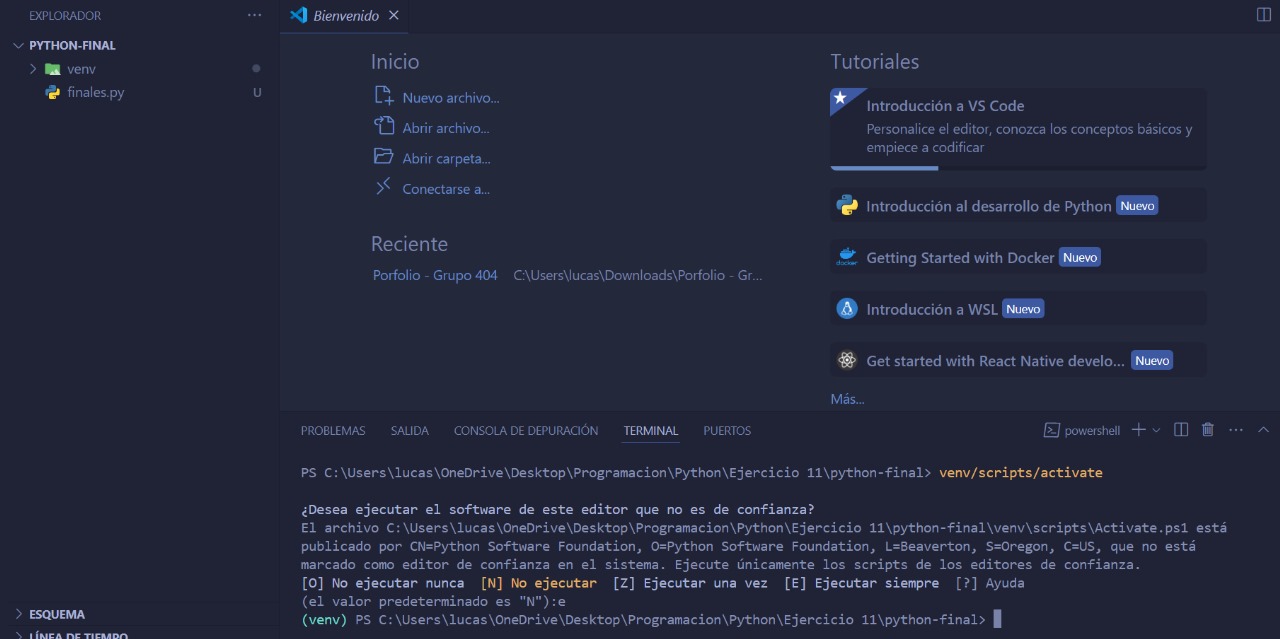 EXPLORADOR
PYTHON-FINAL
venv
finales.py U
ESQUEMA
LÍNEA DE TIEMPO
Bienvenido
Inicio
Nuevo archivo...
Abrir archivo...
Abrir carpeta...
Conectarse a...
Reciente
Porfolio - Grupo 404 C:\Users\lucas\Downloads\Porfolio - Gr...
Tutoriales
Introducción a VS Code
Personalice el editor, conozca los conceptos básicos y
empiece a codificar
Introducción al desarrollo de Python Nuevo
docker Getting Started with Docker Nuevo
Introducción a WSL Nuevo
Get started with React Native develo... Nuevo
Más...
PROBLEMAS SALIDA CONSOLA DE DEPURACIÓN TERMINAL PUERTOS powershell
PS C:\Users\lucas\OneDrive\Desktop\Programacion\Python\Ejercicio 11\python-final> venv/scripts/activate
¿Desea ejecutar el software de este editor que no es de confianza?
El archivo C:\Users\lucas\OneDrive\Desktop\Programacion\Python\Ejercicio 11\python-final\venv\scripts\Activate.ps1 está
publicado por CN=Python Software Foundation, O=Python Software Foundation, L=Beaverton, S=Oregon, C=US, que no está
marcado como editor de confianza en el sistema. Ejecute únicamente los scripts de los editores de confianza.
[O] No ejecutar nunca [N] No ejecutar [Z] Ejecutar una vez [E] Ejecutar siempre [?] Ayuda
(el valor predeterminado es "N"):e
(venv) PS C:\Users\lucas\OneDrive\Desktop\Programacion\Python\Ejercicio 11\python-final>